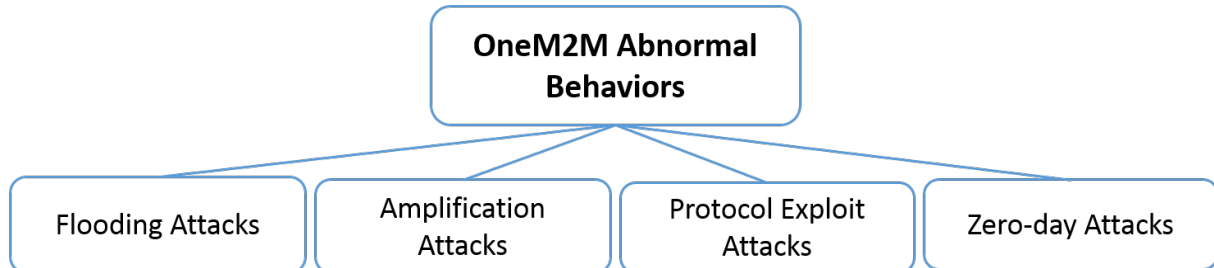 OneM2M Abnormal
Behaviors
Flooding Attacks
Amplification
Attacks
Protocol Exploit
Attacks
Zero-day Attacks